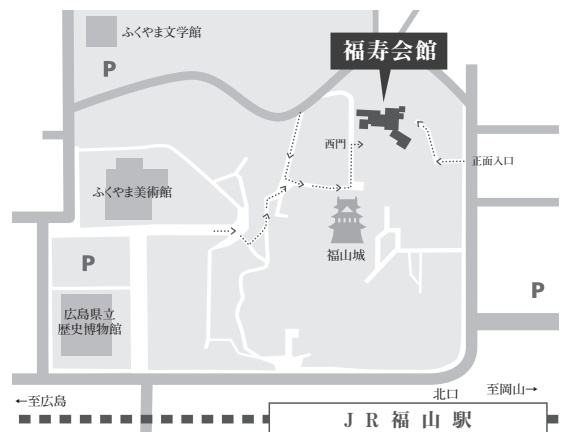 ふくやま文学館
P
福寿会館
西門
正面入口
ふくやま美術館
福山城
P
P
広島県立
歴史博物館
北口
至岡山→
←至広島
JR福山駅